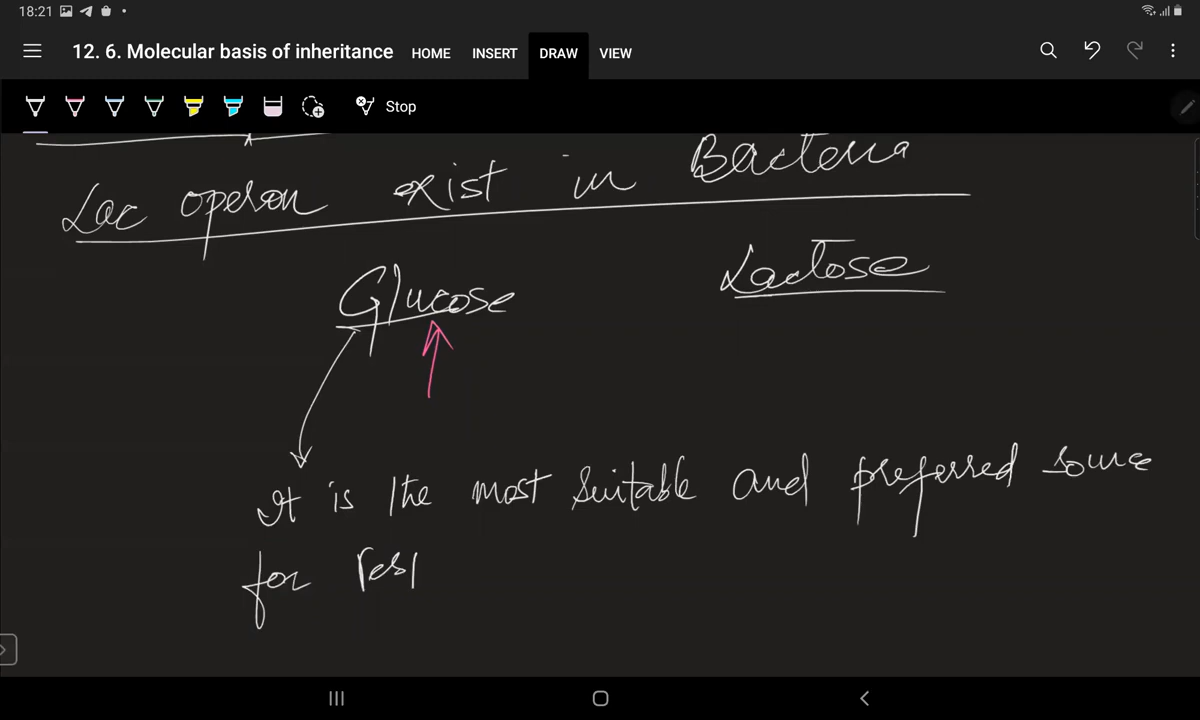 18:21
12. 6. Molecular basis of inheritance HOME INSERT DRAW VIEW
Stop
Lac operon exist in Bacteria
Glucose Lactose
It is the most suitable and preferred source
for resp